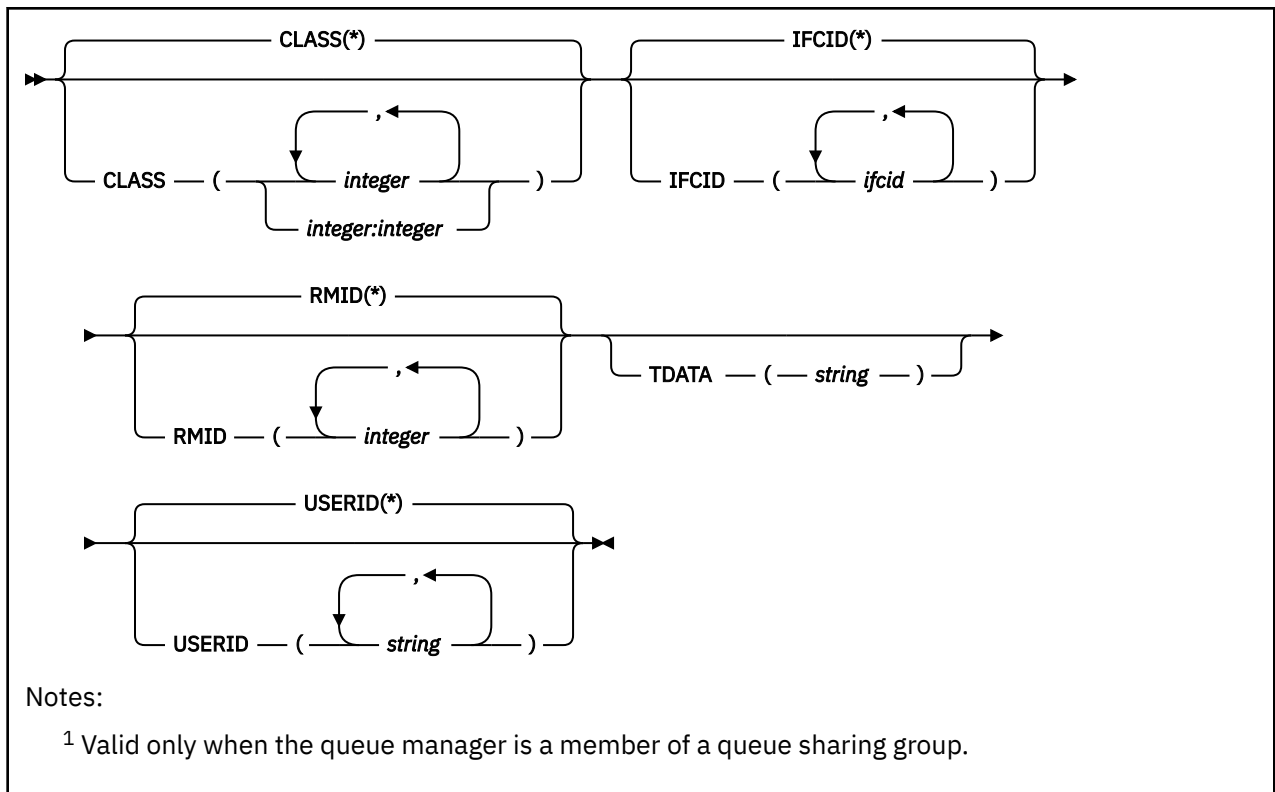 CLASS(*) IFCID(*)
, ,
CLASS ( integer ) IFCID ( ifcid )
integer:integer
RMID(*)
, TDATA ( string )
RMID ( integer )
USERID(*)
,
USERID ( string )
Notes:
1 Valid only when the queue manager is a member of a queue sharing group.